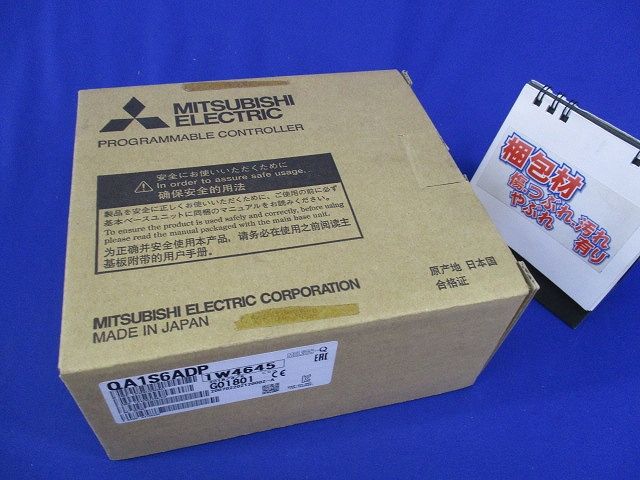 MITSUBISHI
ELECTRIC
PROGRAMMABLE CONTROLLER
安全にお使いいただくために
In order to assure safe usage.
确保安全的用法
製品を安全に正しくお使いいただくために、ご使用の前に必ず
基本ベースユニットに同梱のマニュアルをお読みください。
To ensure the product is used safely and correctly, before using
please read the manual packaged with the main base unit.
为正确并安全使用本产品，请务必在使用之前阅读主
基板附带的用户手册。
原产地 日本国
合格证
MITSUBISHI ELECTRIC CORPORATION
MADE IN JAPAN
QA1S6ADP
1W4645
G01801
CE
EAC
梱包材
傷つぶれ・汚れ
やぶれ
有り